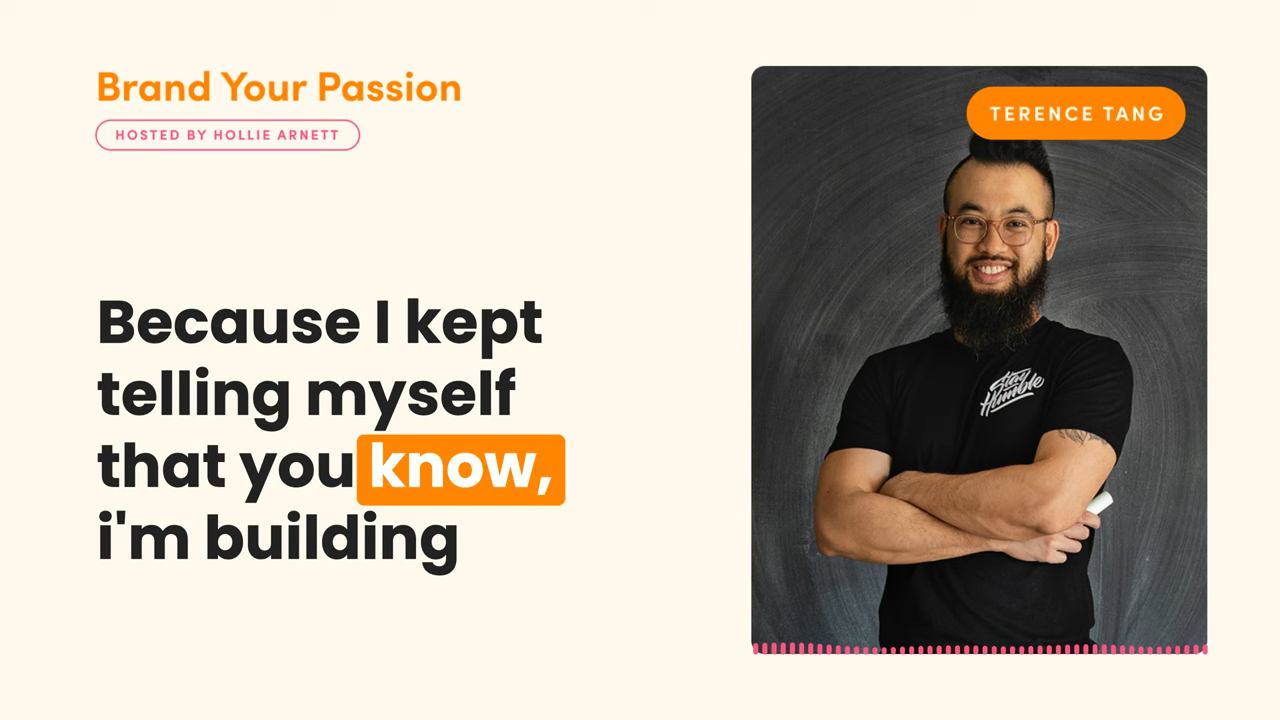 Brand Your Passion
HOSTED BY HOLLIE ARNETT
TERENCE TANG
Because I kept
telling myself
that you know,
i'm building
Stay
Humble